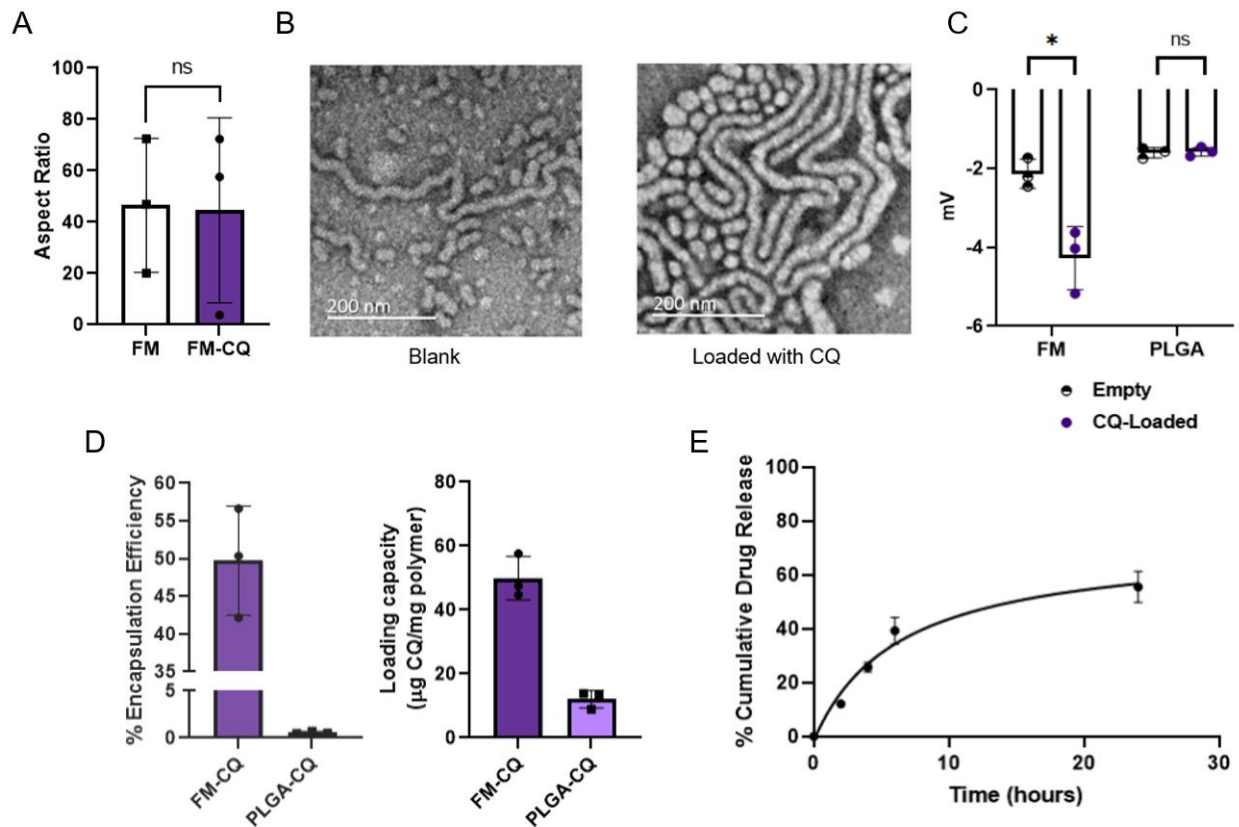 A
B
C
ns
100
80
60
40
20
0
Aspect Ratio
FM
FM-CQ
200 nm
Blank
200 nm
Loaded with CQ
*
ns
0
-2
-4
-6
mV
FM
PLGA
Empty
CQ-Loaded
D
E
% Encapsulation Efficiency
60
55
50
45
40
35
5
0
FM-CQ
PLGA-CQ
Loading capacity
(µg CQ/mg polymer)
80
60
40
20
0
FM-CQ
PLGA-CQ
% Cumulative Drug Release
100
80
60
40
20
0
0
10
20
30
Time (hours)